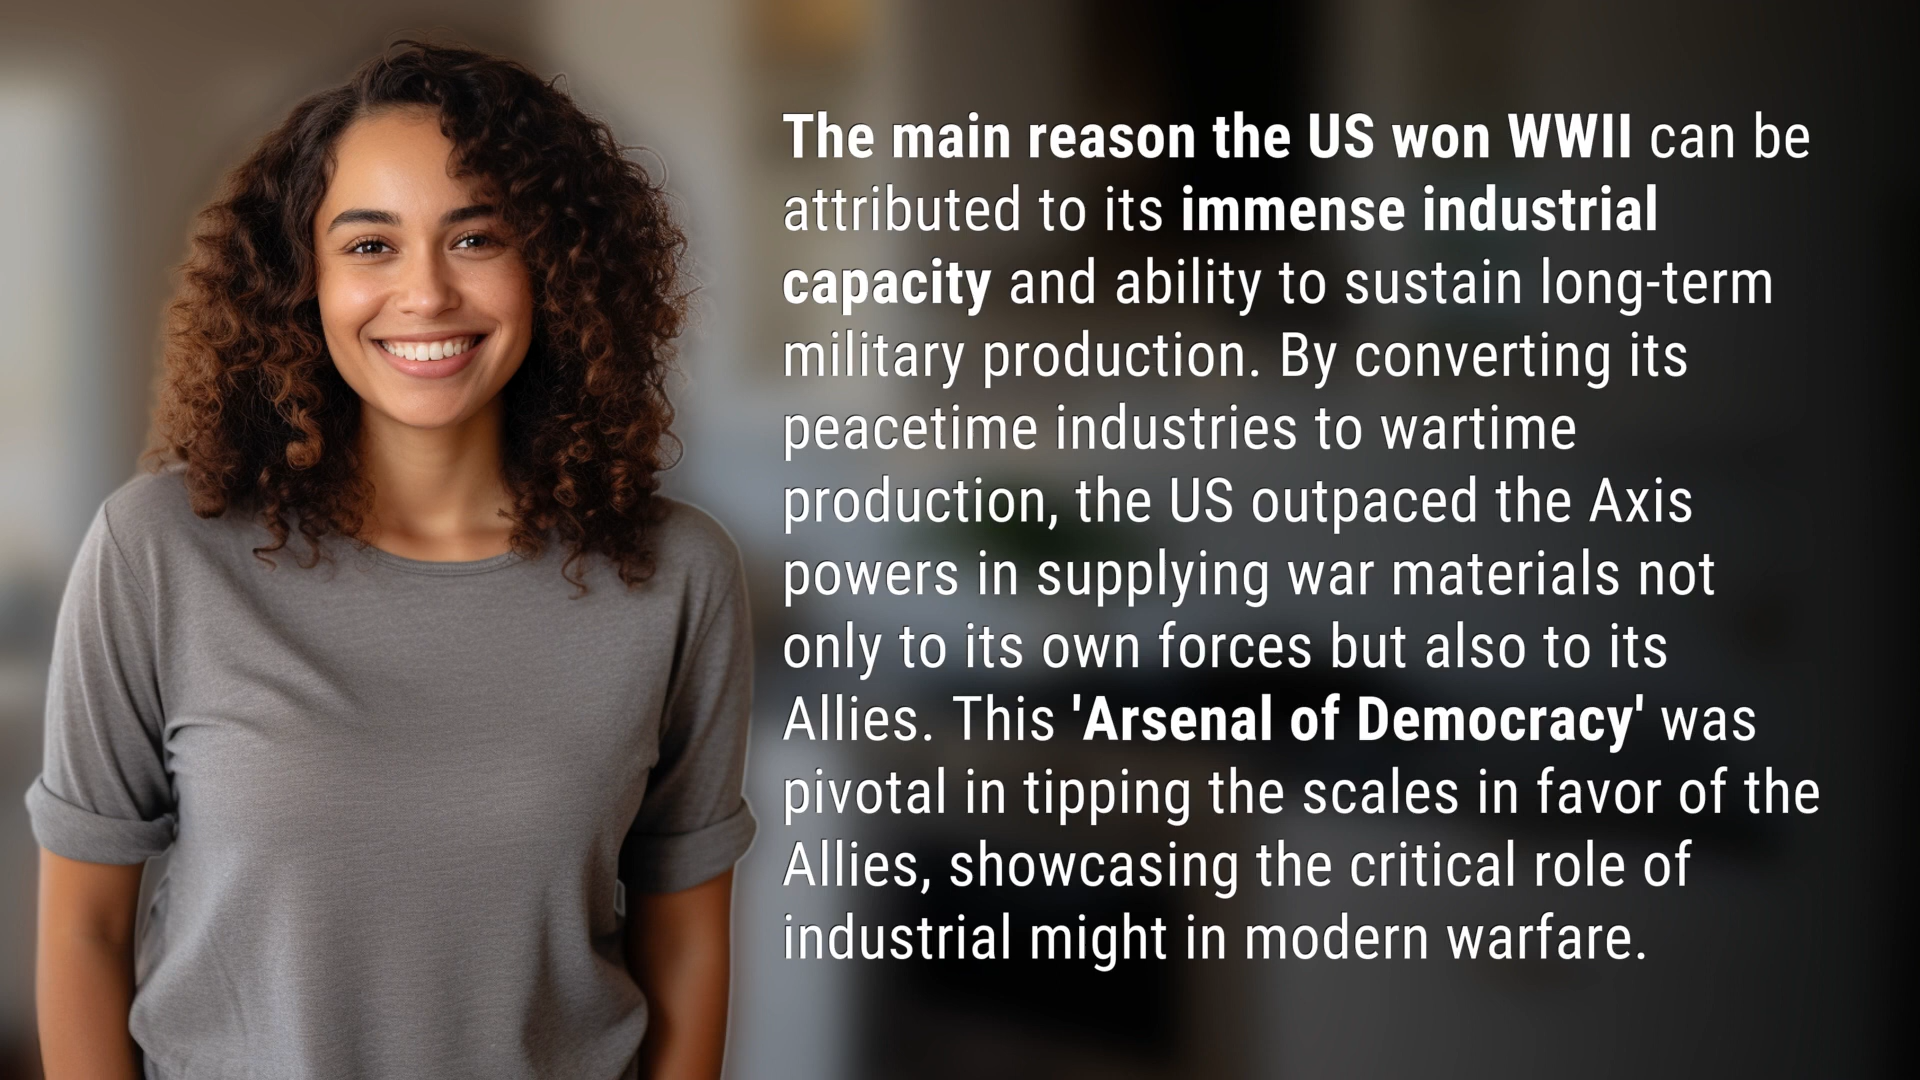 The main reason the US won WWII can be
attributed to its immense industrial
capacity and ability to sustain long-term
military production. By converting its
peacetime industries to wartime
production, the US outpaced the Axis
powers in supplying war materials not
only to its own forces but also to its
Allies. This 'Arsenal of Democracy' was
pivotal in tipping the scales in favor of the
Allies, showcasing the critical role of
industrial might in modern warfare.